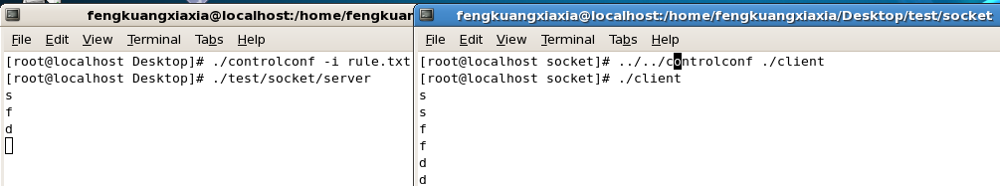 fengkuangxiaxia@localhost:/home/fengkuan
File Edit View Terminal Tabs Help
[root@localhost Desktop]# ./controlconf -i rule.txt
[root@localhost Desktop]# ./test/socket/server
s
f
d
fengkuangxiaxia@localhost:/home/fengkuangxiaxia/Desktop/test/socket
File Edit View Terminal Tabs Help
[root@localhost socket]# ../../controlconf ./client
[root@localhost socket]# ./client
s
s
f
f
d
d